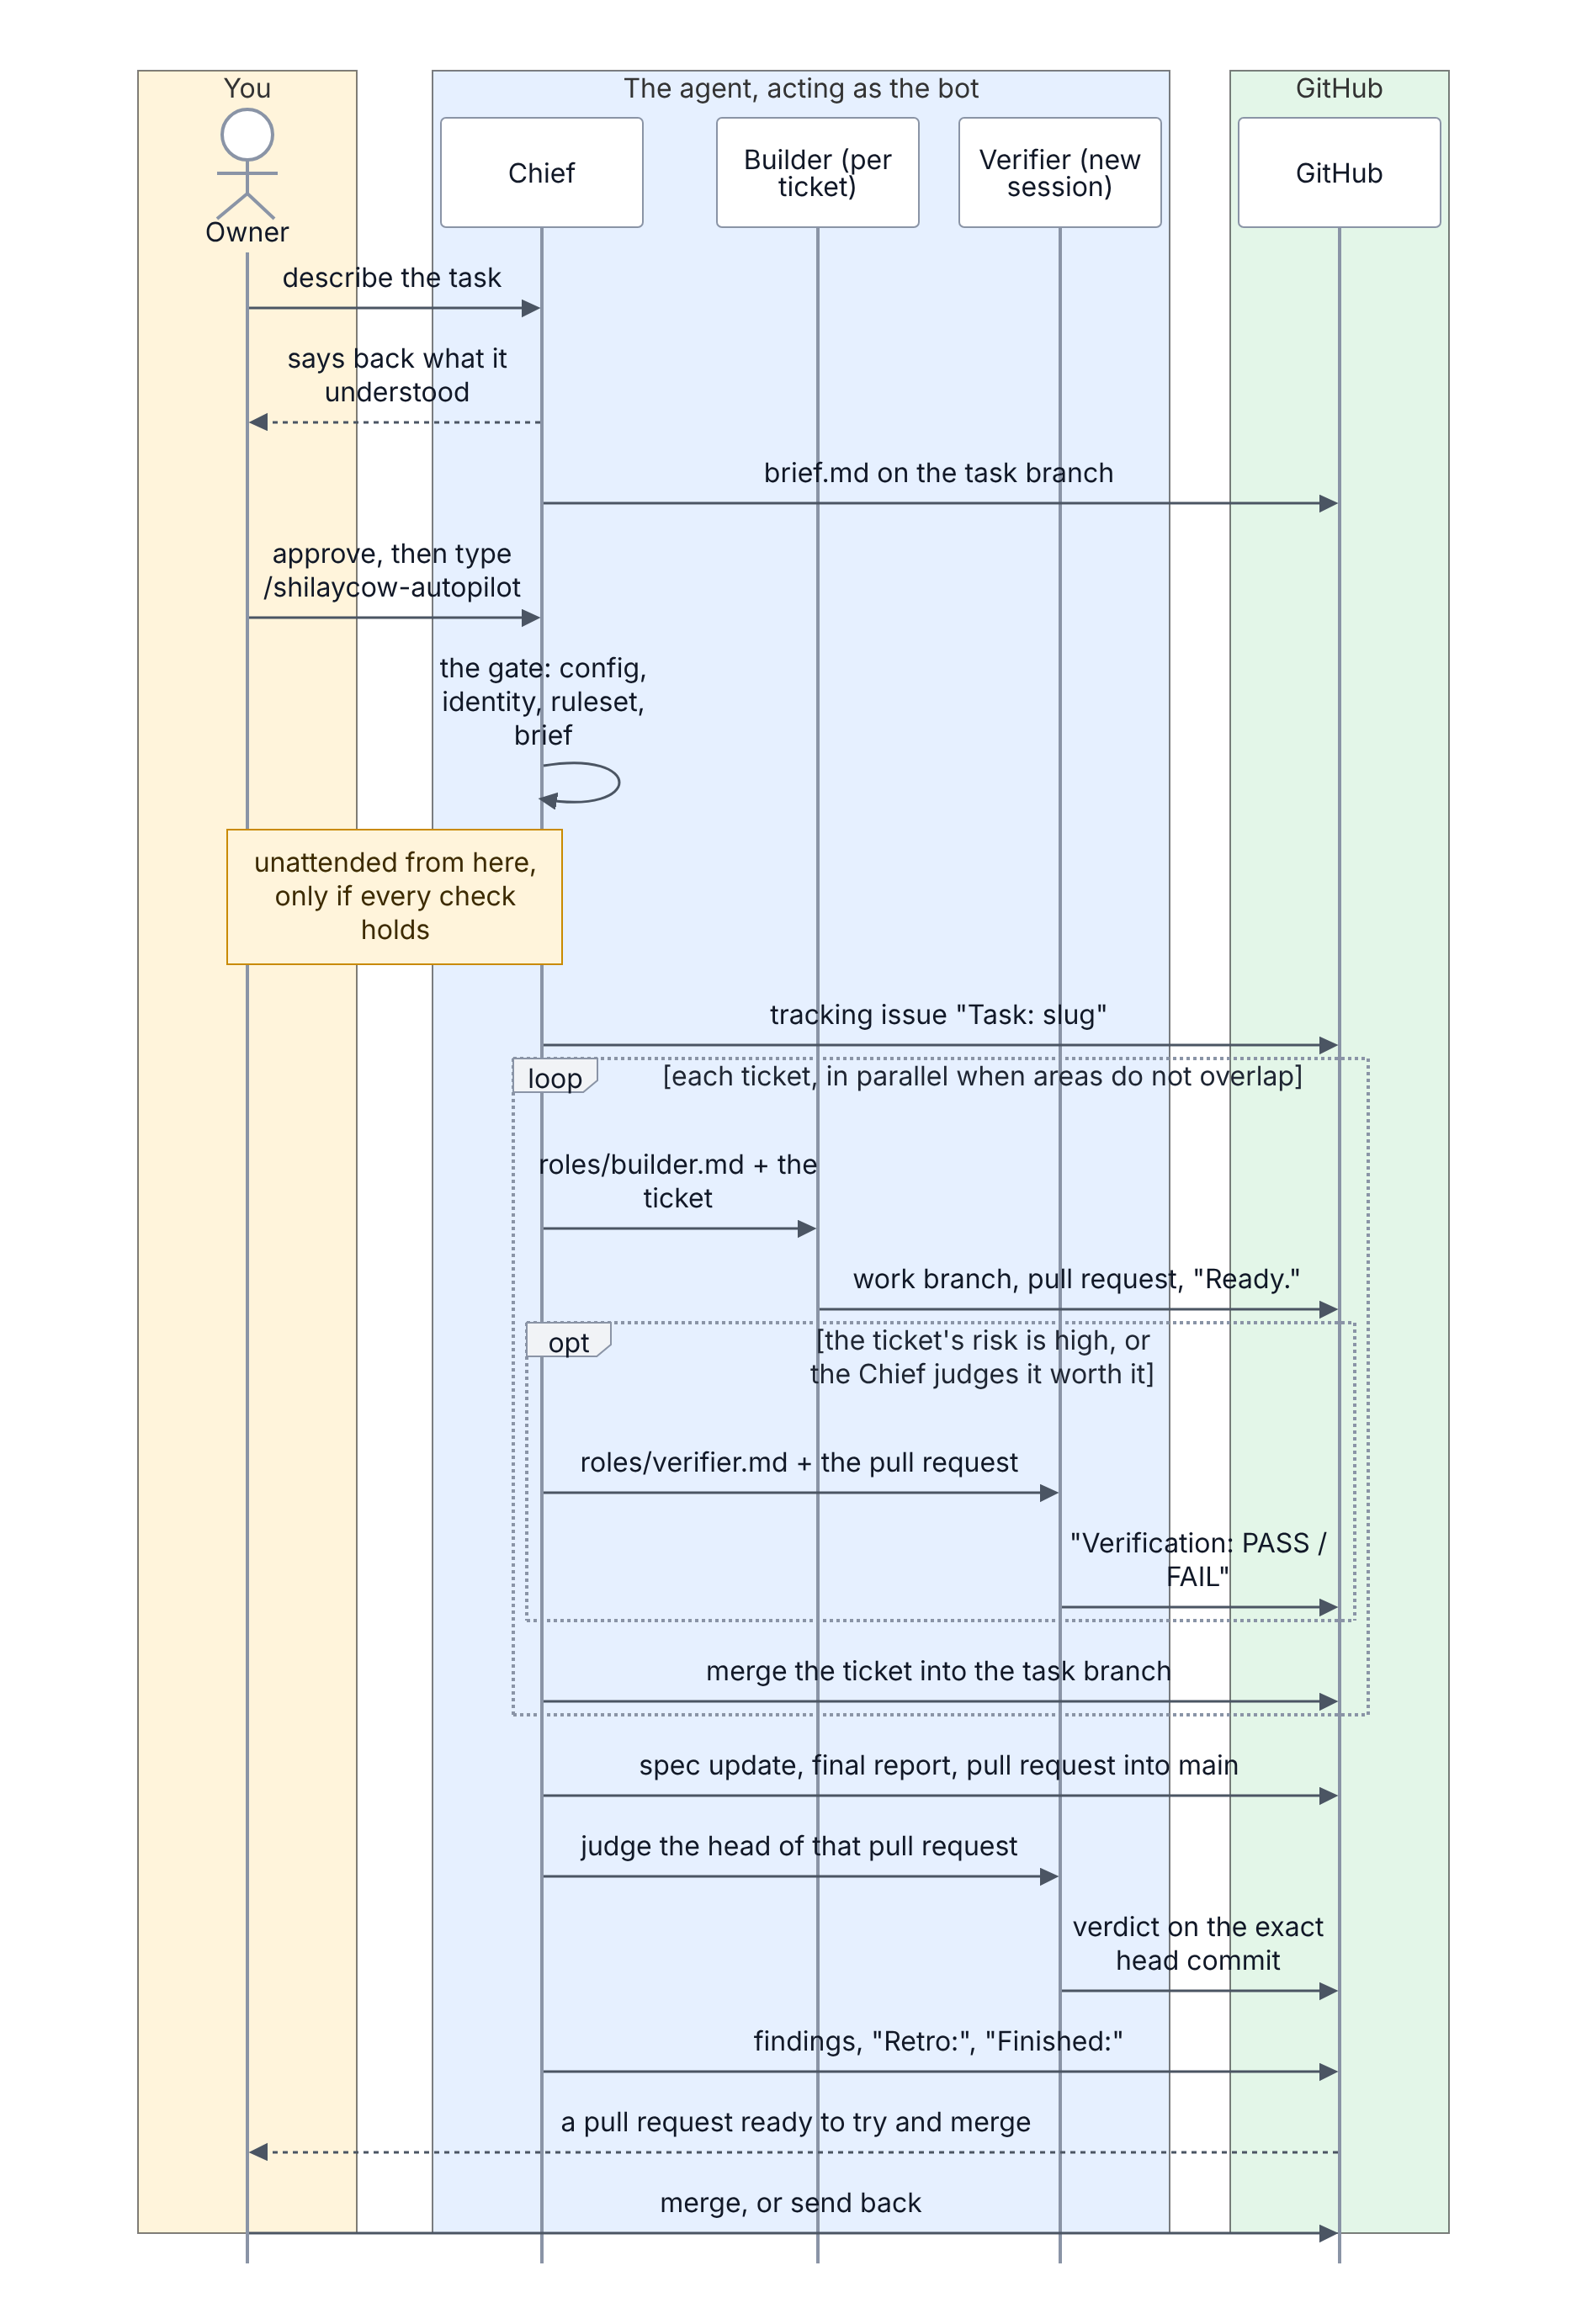 You
The agent, acting as the bot
GitHub
Owner
Chief
Builder (per
ticket)
Verifier (new
session)
GitHub
describe the task
says back what it
understood
brief.md on the task branch
approve, then type
/shilaycow-autopilot
the gate: config,
identity, ruleset,
brief
unattended from here,
only if every check
holds
tracking issue "Task: slug"
loop
[each ticket, in parallel when areas do not overlap]
roles/builder.md + the
ticket
work branch, pull request, "Ready."
opt
[the ticket's risk is high, or
the Chief judges it worth it]
roles/verifier.md + the pull request
"Verification: PASS /
FAIL"
merge the ticket into the task branch
spec update, final report, pull request into main
judge the head of that pull request
verdict on the exact
head commit
findings, "Retro:", "Finished:"
a pull request ready to try and merge
merge, or send back